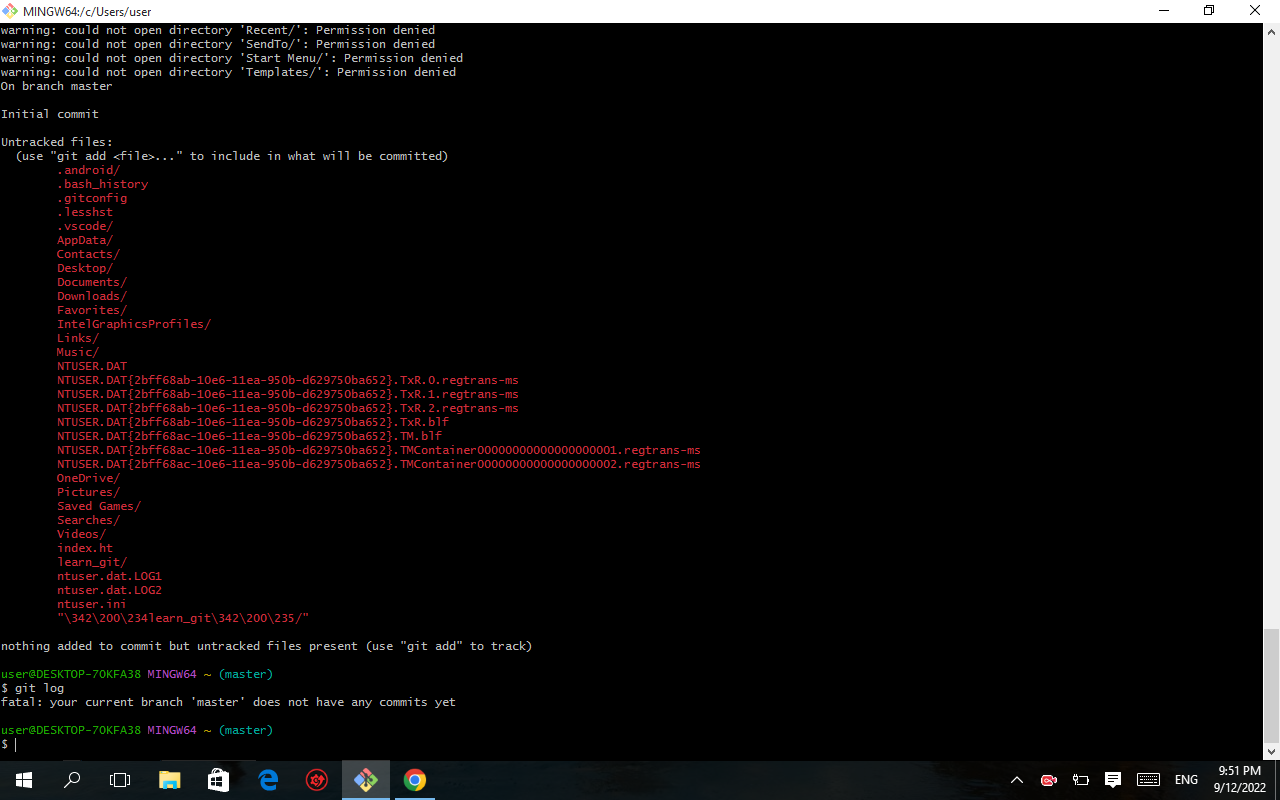 MINGW64:/c/Users/user
warning: could not open directory 'Recent/': Permission denied
warning: could not open directory 'SendTo/': Permission denied
warning: could not open directory 'Start Menu/': Permission denied
warning: could not open directory 'Templates/': Permission denied
On branch master
Initial commit
Untracked files:
(use "git add <file>..." to include in what will be committed)
.android/
.bash_history
.gitconfig
.lesshst
.vscode/
AppData/
Contacts/
Desktop/
Documents/
Downloads/
Favorites/
IntelGraphicsProfiles/
Links/
Music/
NTUSER.DAT
NTUSER.DAT{2bff68ab-10e6-11ea-950b-d629750ba652}.TxR.0.regtrans-ms
NTUSER.DAT{2bff68ab-10e6-11ea-950b-d629750ba652}.TxR.1.regtrans-ms
NTUSER.DAT{2bff68ab-10e6-11ea-950b-d629750ba652}.TxR.2.regtrans-ms
NTUSER.DAT{2bff68ab-10e6-11ea-950b-d629750ba652}.TxR.blf
NTUSER.DAT{2bff68ac-10e6-11ea-950b-d629750ba652}.TM.blf
NTUSER.DAT{2bff68ac-10e6-11ea-950b-d629750ba652}.TMContainer00000000000000000001.regtrans-ms
NTUSER.DAT{2bff68ac-10e6-11ea-950b-d629750ba652}.TMContainer00000000000000000002.regtrans-ms
OneDrive/
Pictures/
Saved Games/
Searches/
Videos/
index.ht
learn_git/
ntuser.dat.LOG1
ntuser.dat.LOG2
ntuser.ini
"\342\200\234learn_git\342\200\235/"
nothing added to commit but untracked files present (use "git add" to track)
user@DESKTOP-7OKFA38 MINGW64 ~ (master)
$ git log
fatal: your current branch 'master' does not have any commits yet
user@DESKTOP-7OKFA38 MINGW64 ~ (master)
$
ENG
9:51 PM
9/12/2022